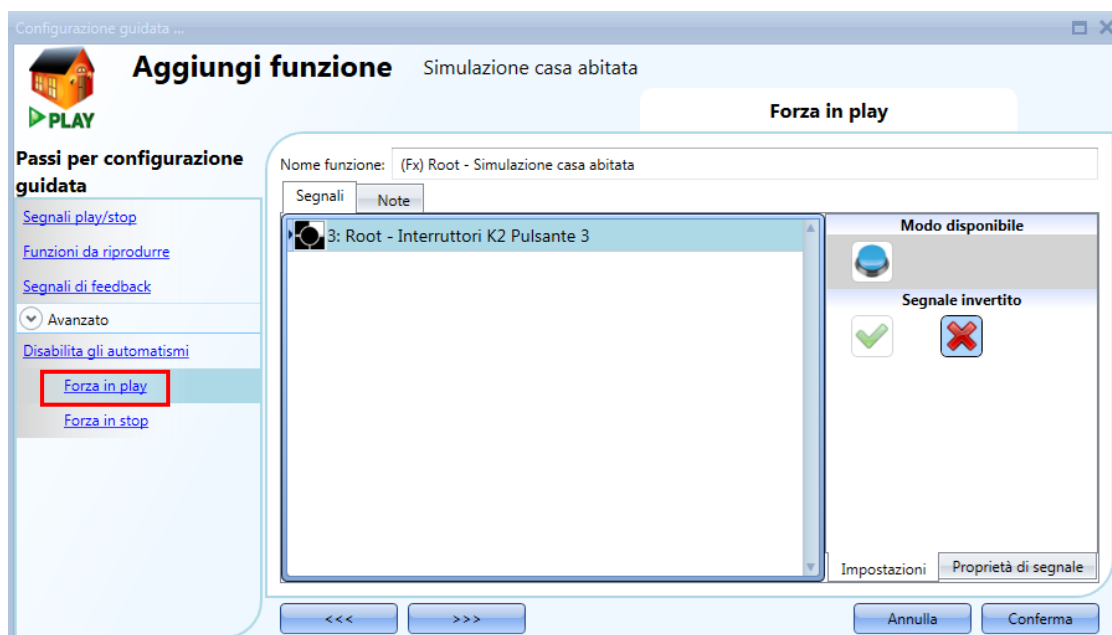 Configurazione guidata ...
Aggiungi funzione Simulazione casa abitata
PLAY
Forza in play
Passi per configurazione
guidata
Segnali play/stop
Funzioni da riprodurre
Segnali di feedback
Avanzato
Disabilita gli automatismi
Forza in play
Forza in stop
Nome funzione: (Fx) Root - Simulazione casa abitata
Segnali Note
3: Root - Interruttori K2 Pulsante 3
Modo disponibile
Segnale invertito
Impostazioni Proprietà di segnale
<<< >>> Annulla Conferma